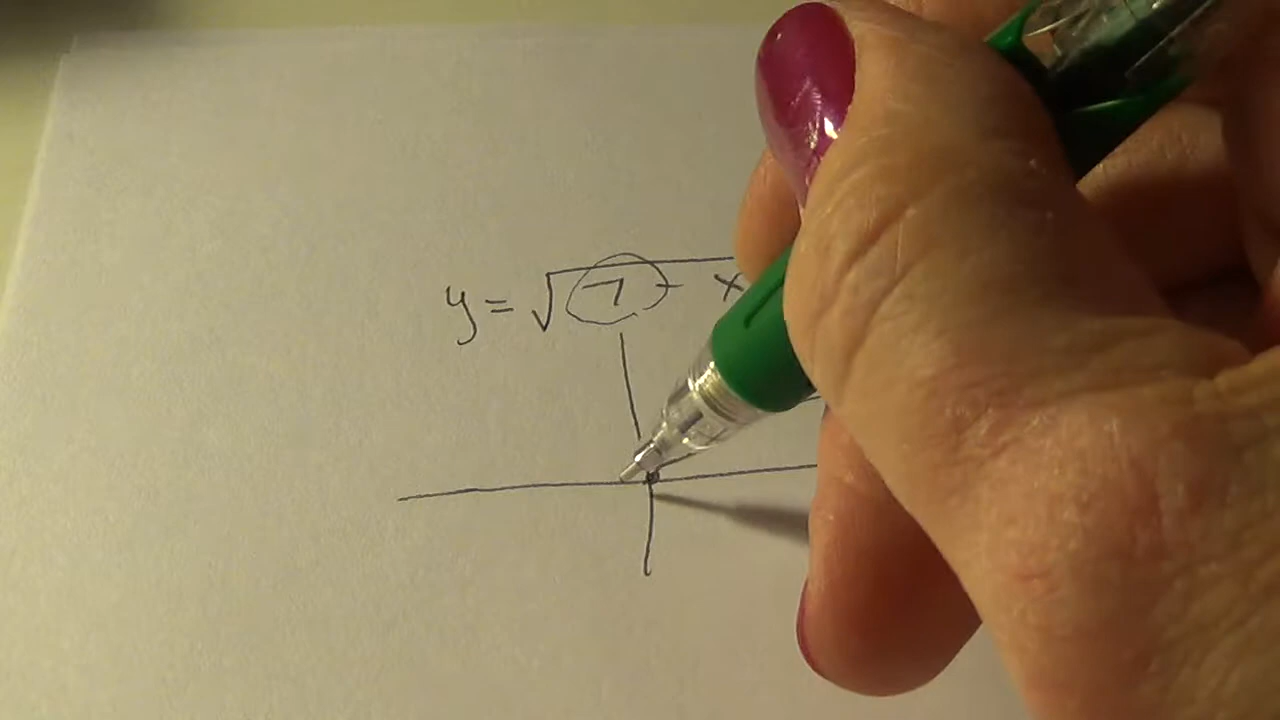 y = √7 - x